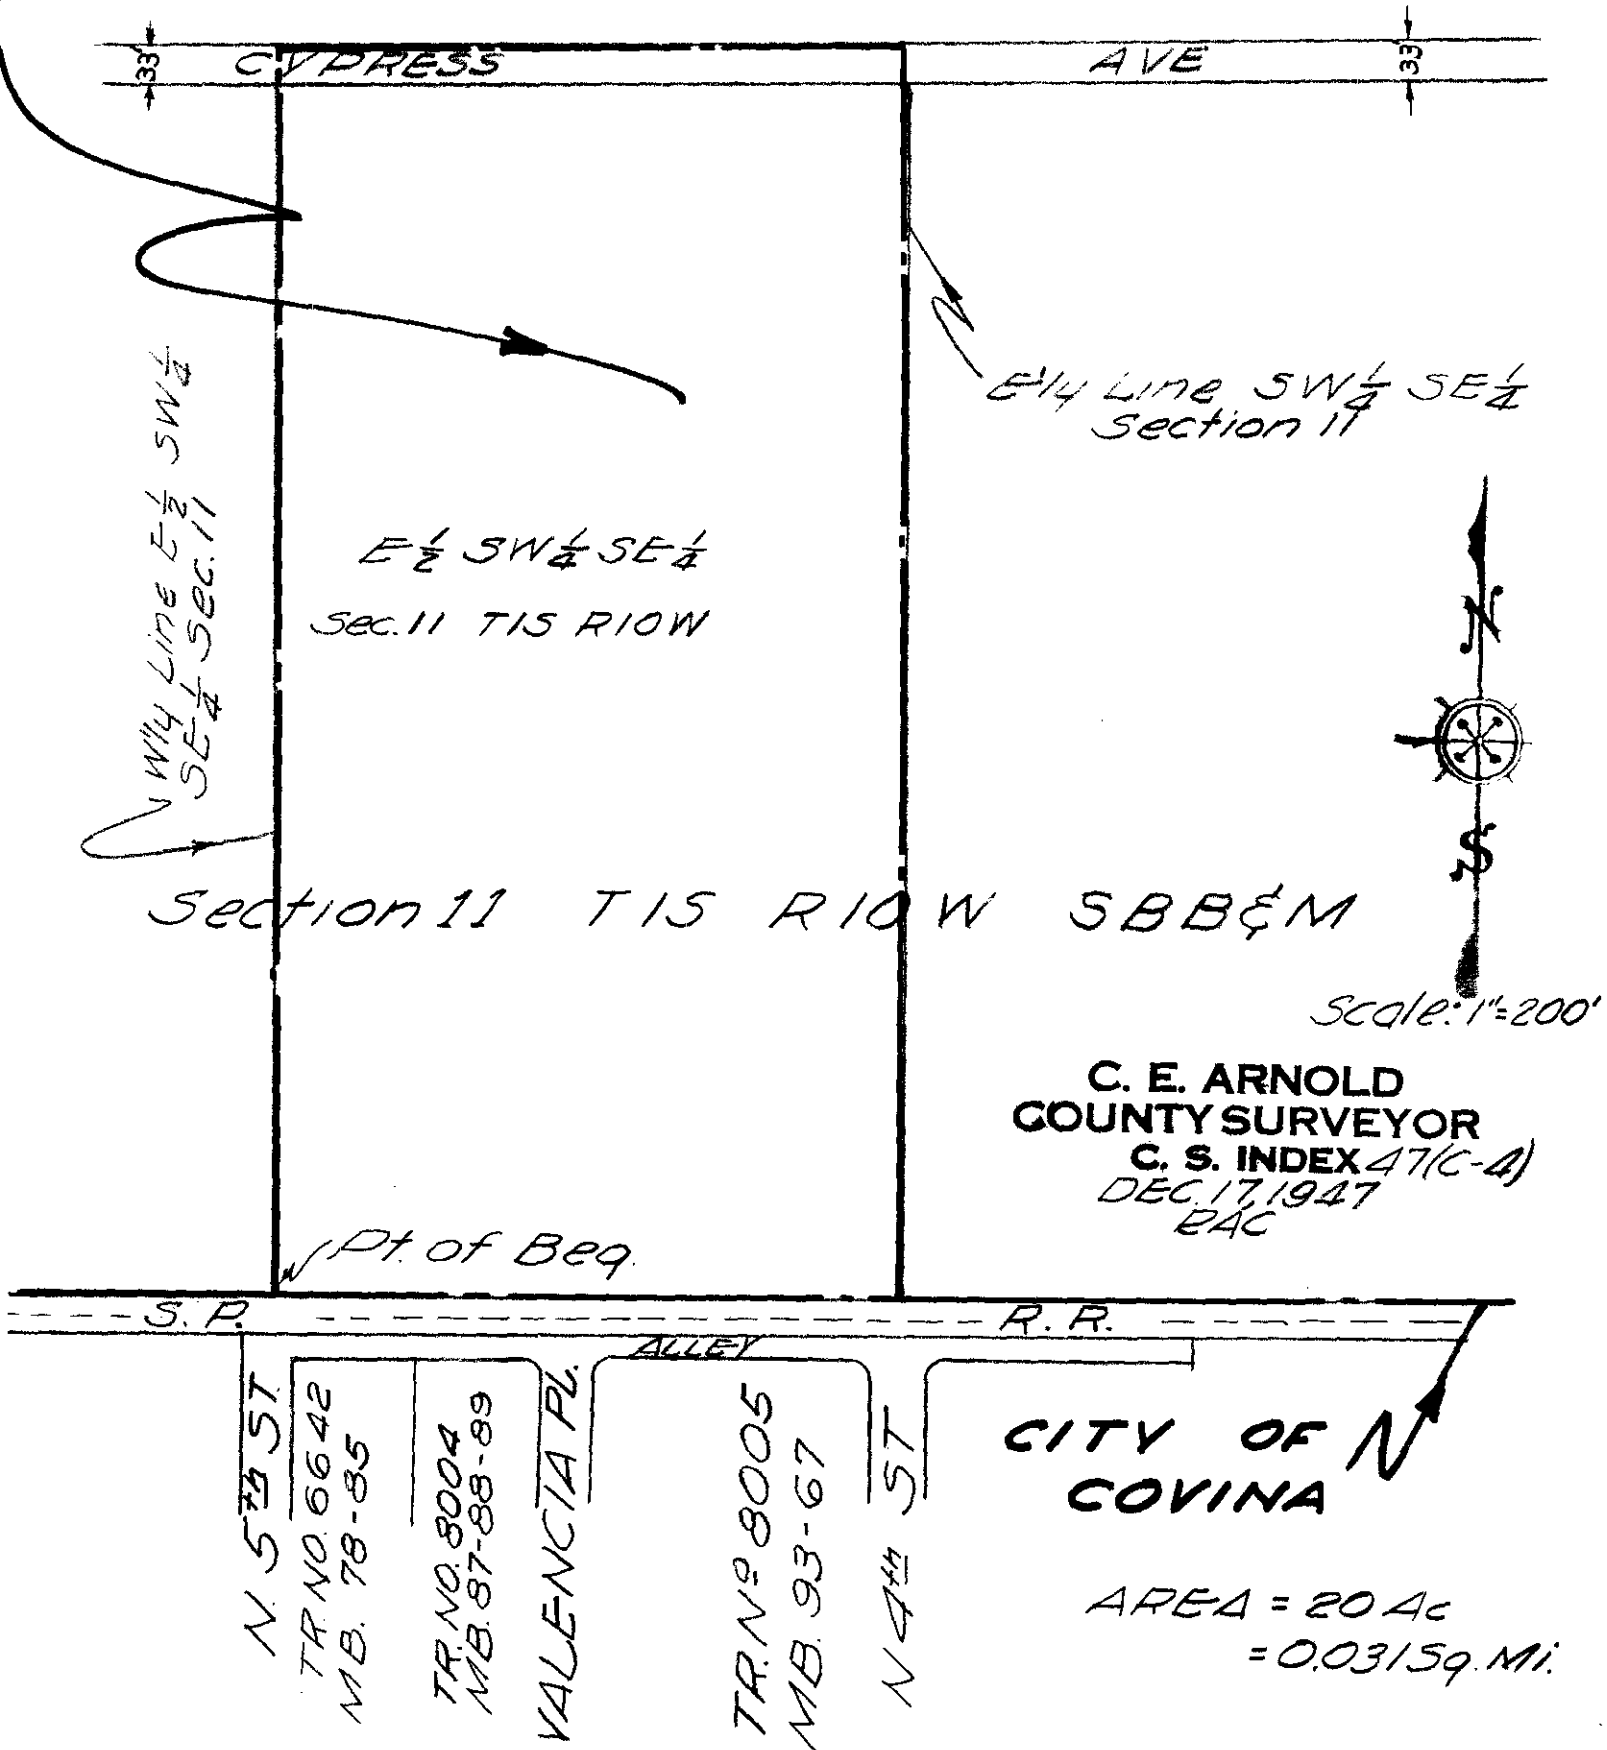 33
CYPRESS AVE
33
W'ly Line E½ SW¼
SE¼ Sec. 11
E'ly Line SW¼ SE¼
Section 11
E½ SW¼ SE¼
Sec. 11 T1S R10W
N
S
Section 11 T1S R10W SBB&M
Scale: 1"=200'
C. E. ARNOLD
COUNTY SURVEYOR
C. S. INDEX 47(C-4)
DEC. 17, 1947
RAC
Pt. of Beg.
S. P. R. R.
ALLEY
N. 5th ST.
TR. NO. 6642
MB. 78-85
TR. NO. 8004
MB. 87-88-89
VALENCIA PL.
TR. Nº 8005
MB. 93-67
N 4th ST
CITY OF
COVINA
N
AREA = 20 Ac
= 0.031 Sq. Mi.